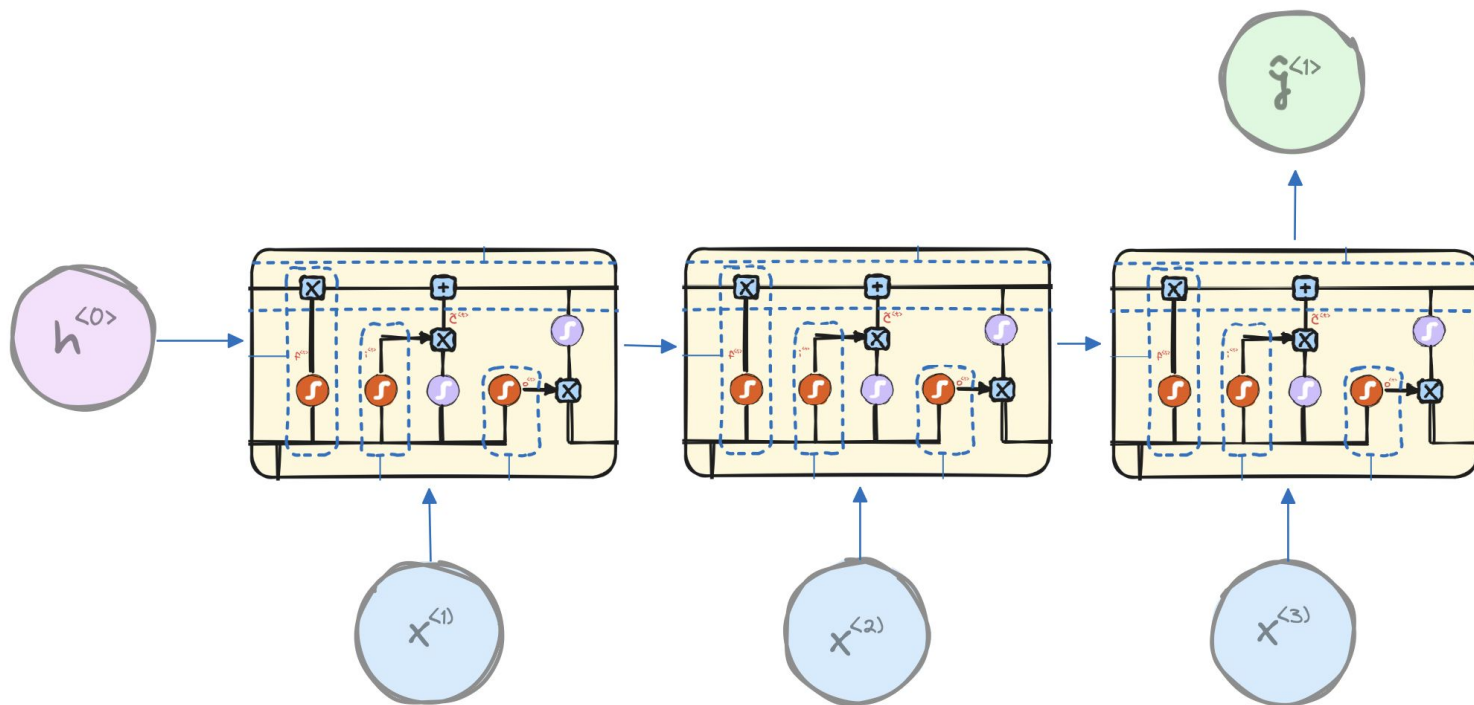 ŷ<1>
h<0>
X
+
X
+
X
+
X
X
X
c̃<t>
c̃<t>
c̃<t>
X
X
X
x<1)
x<2)
x<3)